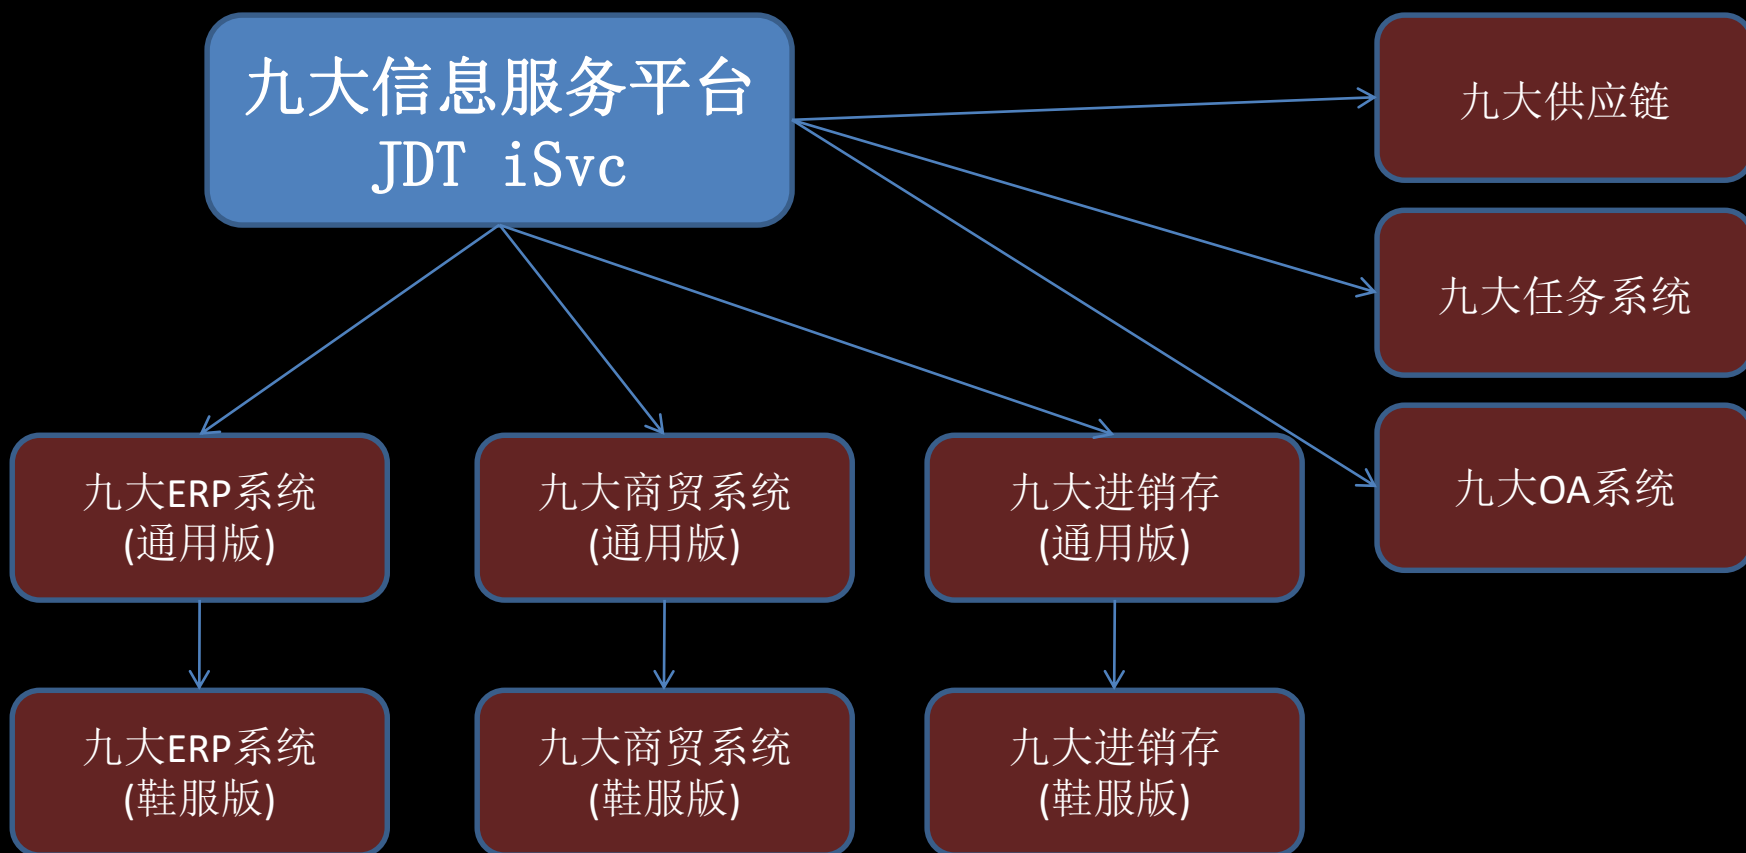 九大信息服务平台
JDT iSvc
九大供应链
九大任务系统
九大OA系统
九大ERP系统
(通用版)
九大商贸系统
(通用版)
九大进销存
(通用版)
九大ERP系统
(鞋服版)
九大商贸系统
(鞋服版)
九大进销存
(鞋服版)